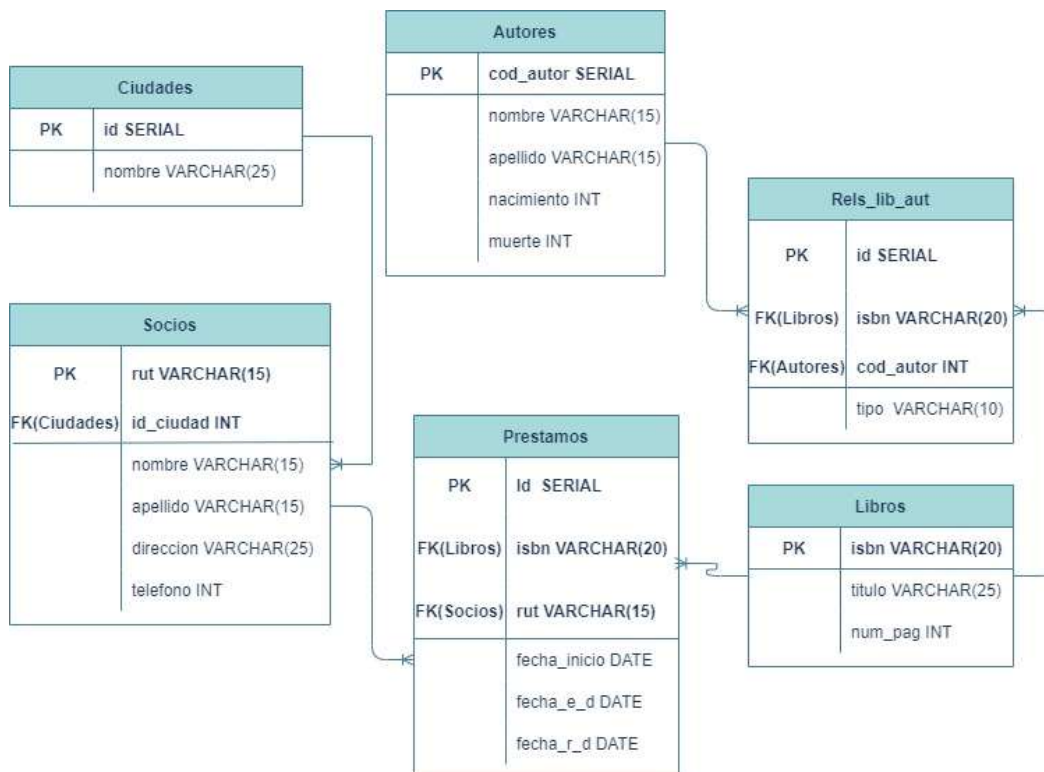 Ciudades
PK id SERIAL
nombre VARCHAR(25)
Autores
PK cod_autor SERIAL
nombre VARCHAR(15)
apellido VARCHAR(15)
nacimiento INT
muerte INT
Rels_lib_aut
PK id SERIAL
FK(Libros) isbn VARCHAR(20)
FK(Autores) cod_autor INT
tipo VARCHAR(10)
Socios
PK rut VARCHAR(15)
FK(Ciudades) id_ciudad INT
nombre VARCHAR(15)
apellido VARCHAR(15)
direccion VARCHAR(25)
telefono INT
Prestamos
PK Id SERIAL
FK(Libros) isbn VARCHAR(20)
FK(Socios) rut VARCHAR(15)
fecha_inicio DATE
fecha_e_d DATE
fecha_r_d DATE
Libros
PK isbn VARCHAR(20)
titulo VARCHAR(25)
num_pag INT